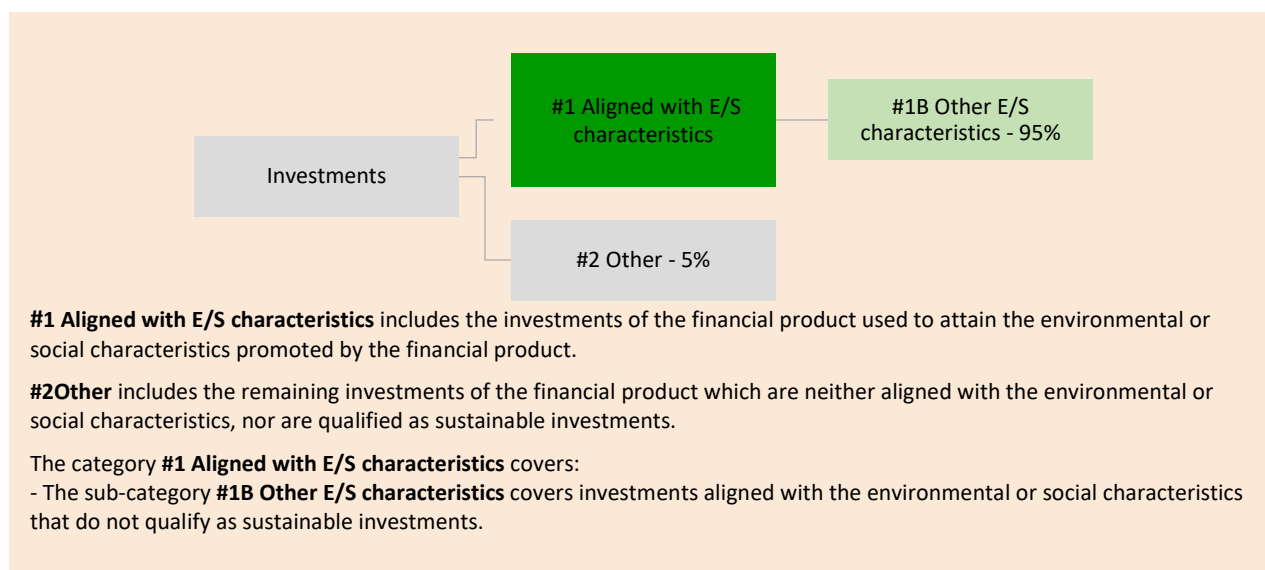 #1 Aligned with E/S
characteristics
#1B Other E/S
characteristics - 95%
Investments
#2 Other - 5%
#1 Aligned with E/S characteristics includes the investments of the financial product used to attain the environmental or
social characteristics promoted by the financial product.
#2Other includes the remaining investments of the financial product which are neither aligned with the environmental or
social characteristics, nor are qualified as sustainable investments.
The category #1 Aligned with E/S characteristics covers:
- The sub-category #1B Other E/S characteristics covers investments aligned with the environmental or social characteristics
that do not qualify as sustainable investments.